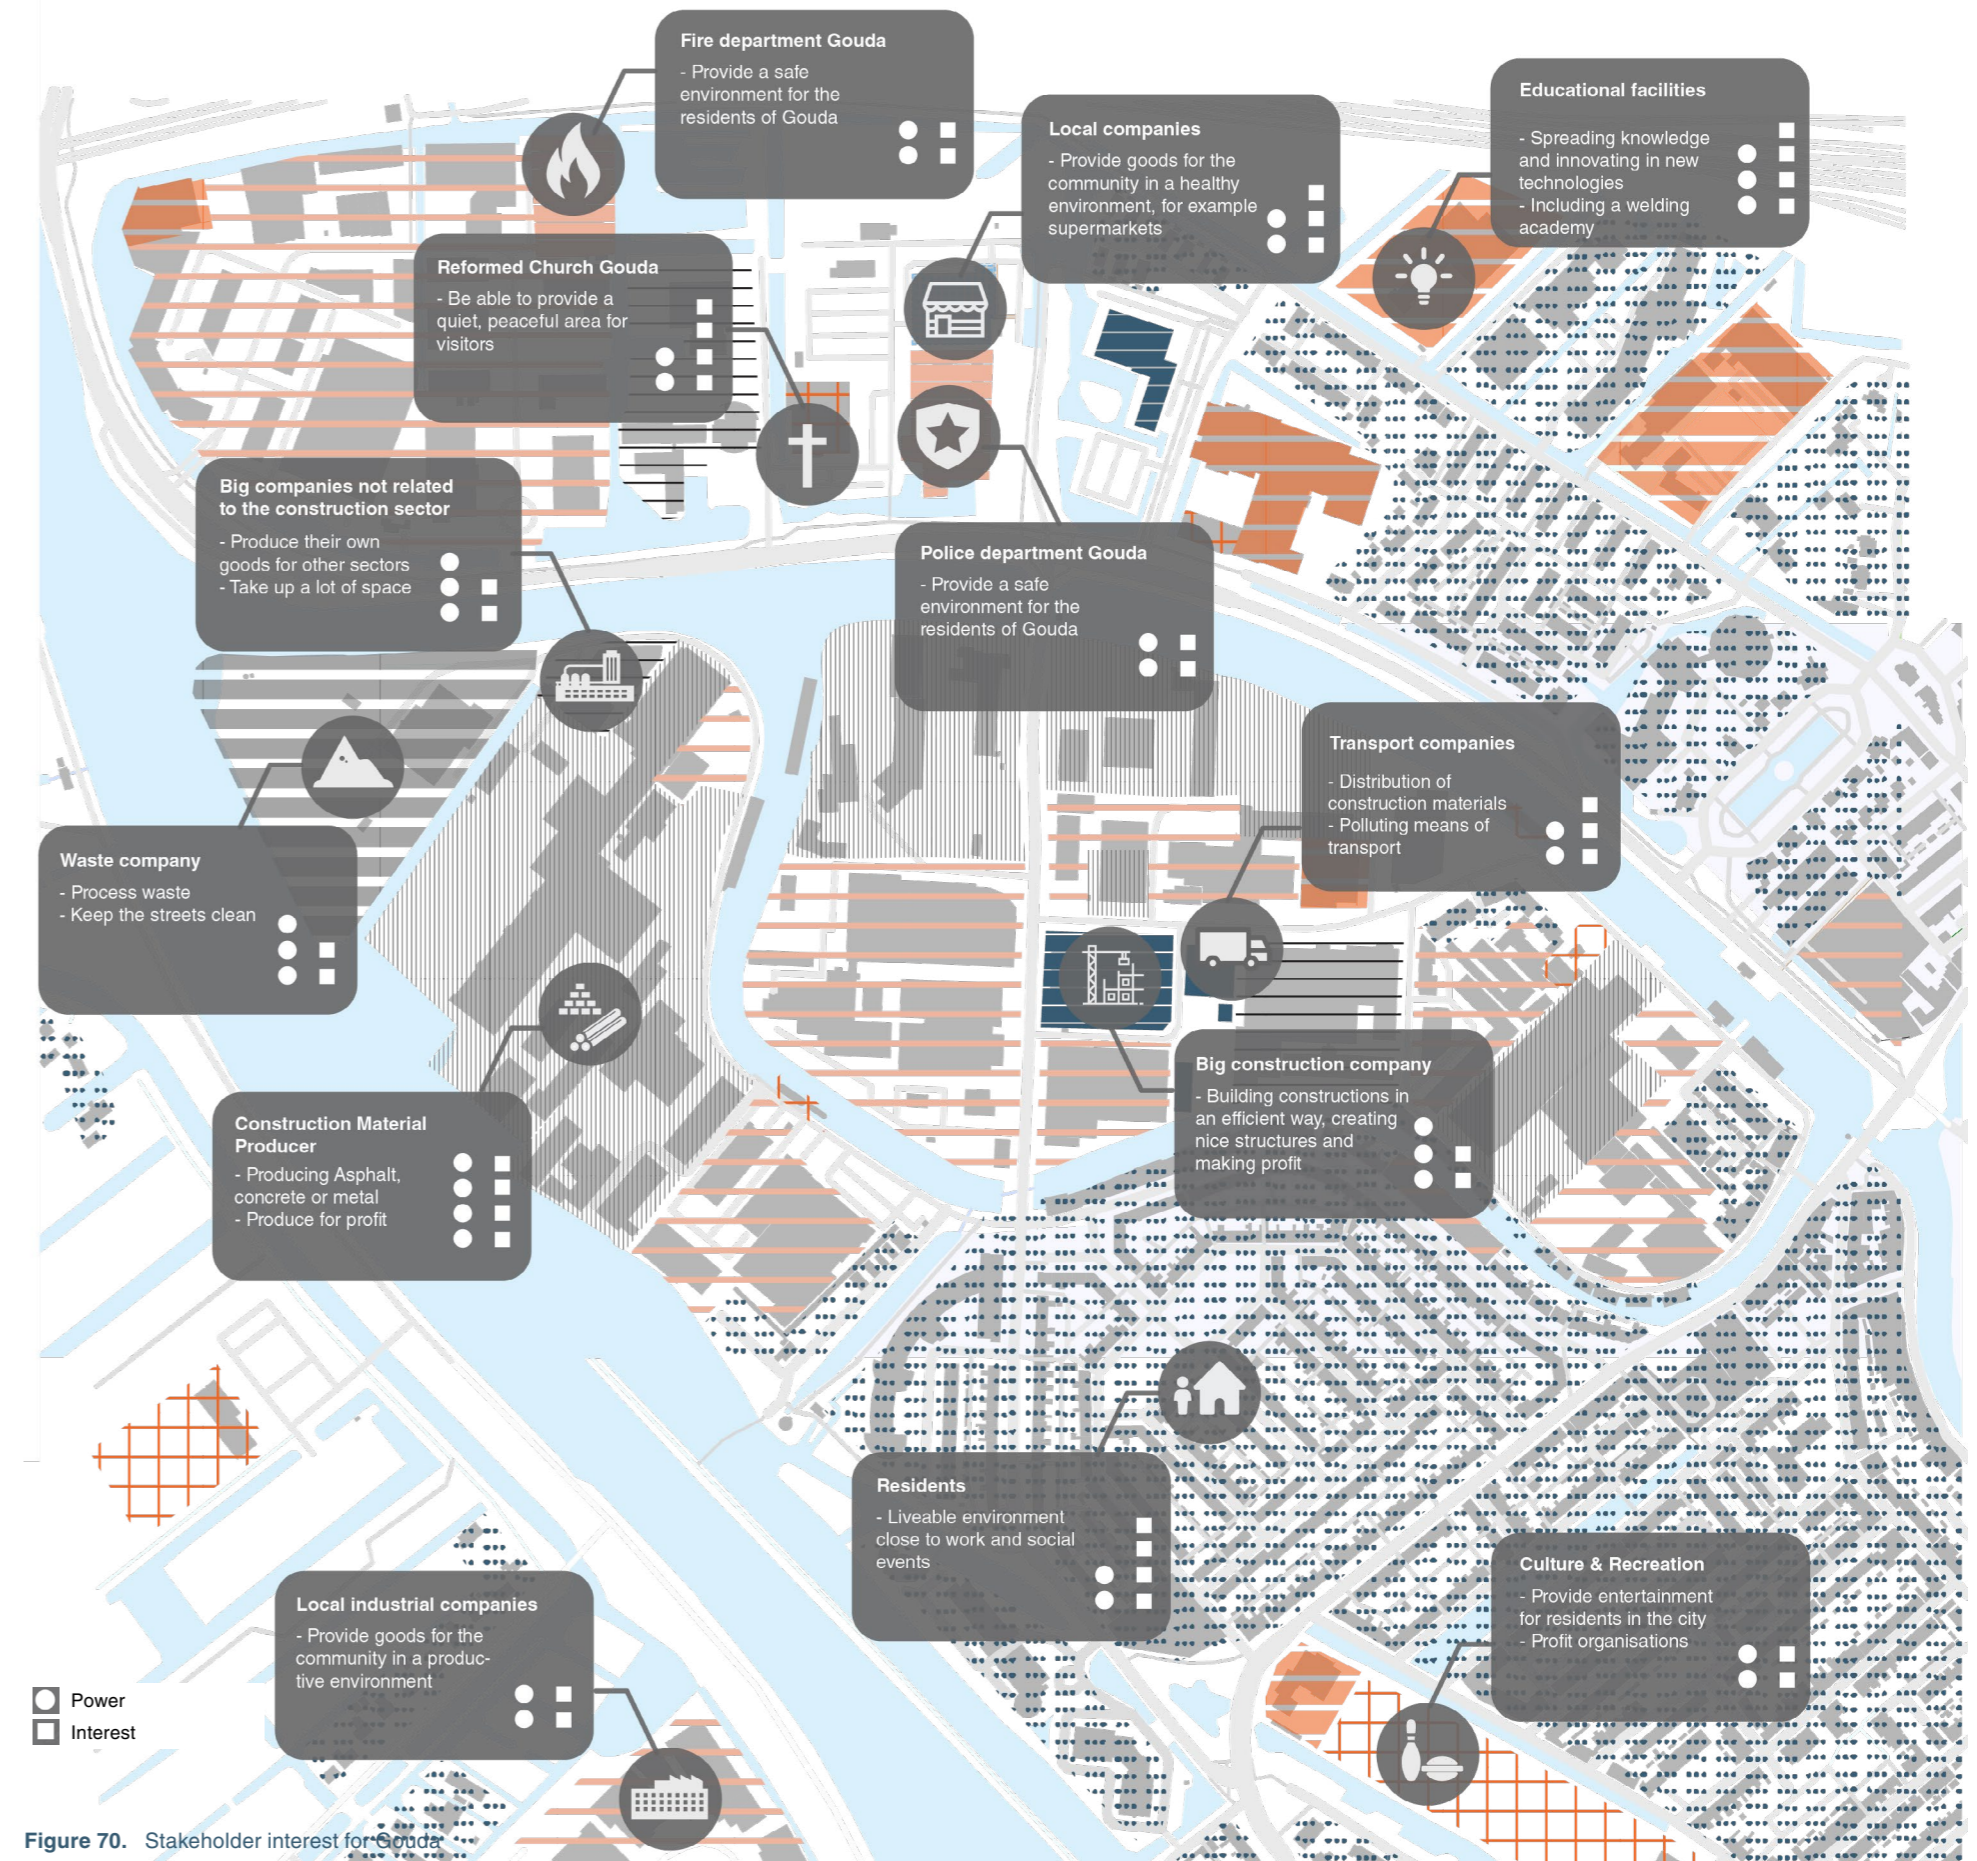 Fire department Gouda
- Provide a safe
environment for the
residents of Gouda
Educational facilities
- Spreading knowledge
and innovating in new
technologies
- Including a welding
academy
Local companies
- Provide goods for the
community in a healthy
environment, for example
supermarkets
Reformed Church Gouda
- Be able to provide a
quiet, peaceful area for
visitors
Big companies not related
to the construction sector
- Produce their own
goods for other sectors
- Take up a lot of space
Police department Gouda
- Provide a safe
environment for the
residents of Gouda
Transport companies
- Distribution of
construction materials
- Polluting means of
transport
Waste company
- Process waste
- Keep the streets clean
Big construction company
- Building constructions in
an efficient way, creating
nice structures and
making profit
Construction Material
Producer
- Producing Asphalt,
concrete or metal
- Produce for profit
Residents
- Liveable environment
close to work and social
events
Culture & Recreation
- Provide entertainment
for residents in the city
- Profit organisations
Local industrial companies
- Provide goods for the
community in a produc-
tive environment
Power
Interest
Figure 70. Stakeholder interest for Gouda